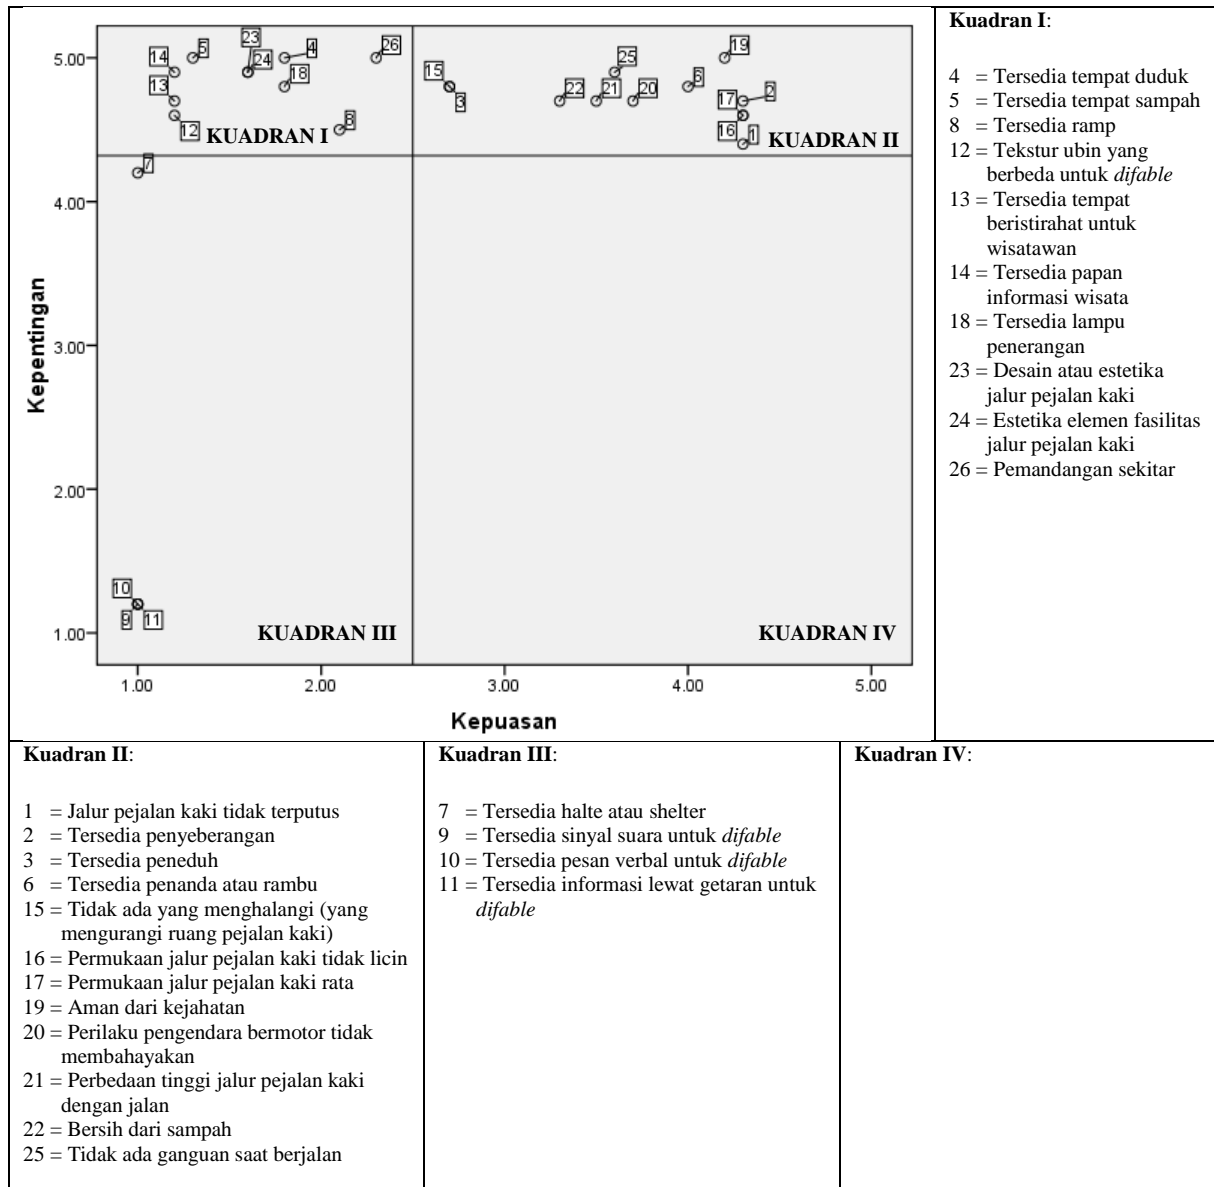 23
5
4
26
19
14
24
25
5.00
18
15
6
13
22
21
20
17
2
3
12
8
16
1
KUADRAN I
KUADRAN II
7
4.00
Kepentingan
3.00
2.00
10
9
11
1.00
KUADRAN III
KUADRAN IV
1.00
2.00
3.00
4.00
5.00
Kepuasan
Kuadran I:
4 = Tersedia tempat duduk
5 = Tersedia tempat sampah
8 = Tersedia ramp
12 = Tekstur ubin yang
berbeda untuk difable
13 = Tersedia tempat
beristirahat untuk
wisatawan
14 = Tersedia papan
informasi wisata
18 = Tersedia lampu
penerangan
23 = Desain atau estetika
jalur pejalan kaki
24 = Estetika elemen fasilitas
jalur pejalan kaki
26 = Pemandangan sekitar
Kuadran II:
1 = Jalur pejalan kaki tidak terputus
2 = Tersedia penyeberangan
3 = Tersedia peneduh
6 = Tersedia penanda atau rambu
15 = Tidak ada yang menghalangi (yang
mengurangi ruang pejalan kaki)
16 = Permukaan jalur pejalan kaki tidak licin
17 = Permukaan jalur pejalan kaki rata
19 = Aman dari kejahatan
20 = Perilaku pengendara bermotor tidak
membahayakan
21 = Perbedaan tinggi jalur pejalan kaki
dengan jalan
22 = Bersih dari sampah
25 = Tidak ada ganguan saat berjalan
Kuadran III:
7 = Tersedia halte atau shelter
9 = Tersedia sinyal suara untuk difable
10 = Tersedia pesan verbal untuk difable
11 = Tersedia informasi lewat getaran untuk
difable
Kuadran IV: